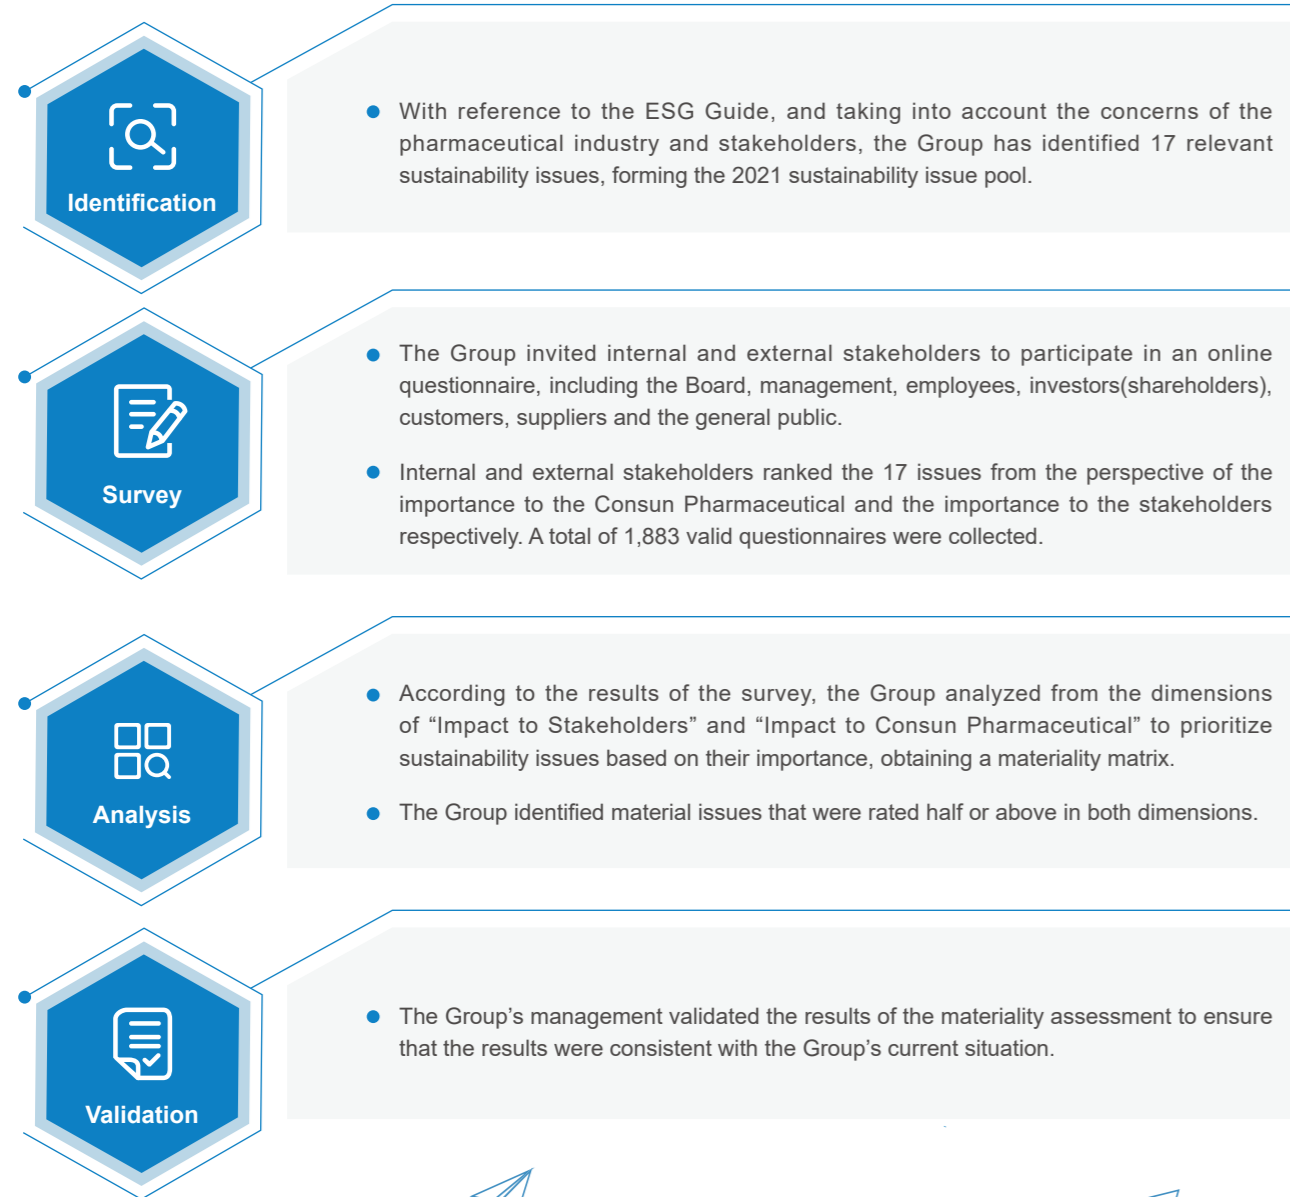 Identification
With reference to the ESG Guide, and taking into account the concerns of the
pharmaceutical industry and stakeholders, the Group has identified 17 relevant
sustainability issues, forming the 2021 sustainability issue pool.
Survey
The Group invited internal and external stakeholders to participate in an online
questionnaire, including the Board, management, employees, investors(shareholders),
customers, suppliers and the general public.
Internal and external stakeholders ranked the 17 issues from the perspective of the
importance to the Consun Pharmaceutical and the importance to the stakeholders
respectively. A total of 1,883 valid questionnaires were collected.
Analysis
According to the results of the survey, the Group analyzed from the dimensions
of “Impact to Stakeholders” and “Impact to Consun Pharmaceutical” to prioritize
sustainability issues based on their importance, obtaining a materiality matrix.
The Group identified material issues that were rated half or above in both dimensions.
Validation
The Group’s management validated the results of the materiality assessment to ensure
that the results were consistent with the Group’s current situation.